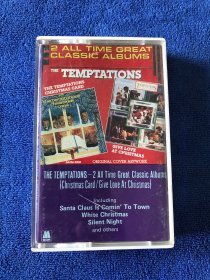 2 ALL TIME GREAT
CLASSIC ALBUMS
THE TEMPTATIONS
THE TEMPTATIONS
CHRISTMAS CARD
GIVE LOVE
AT CHRISTMAS
ORIGINAL COVER ARTWORK
THE TEMPTATIONS—2 All Time Great Classic Albums
(Christmas Card/Give Love At Christmas)
Including
Santa Claus Is Comin' To Town
White Christmas
Silent Night
and others